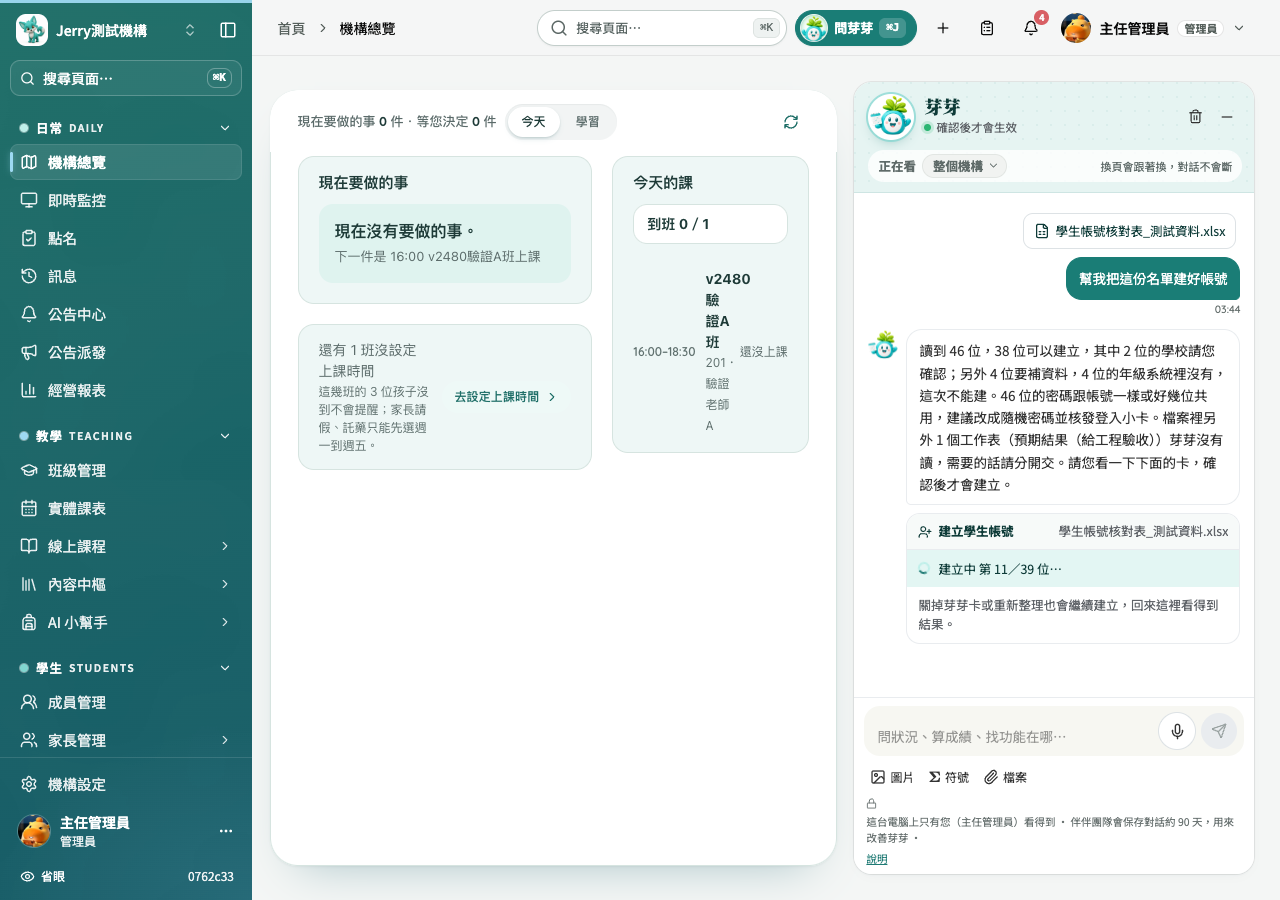 Jerry測試機構
搜尋頁面⋯
⌘K
日常 DAILY
機構總覽
即時監控
點名
訊息
公告中心
公告派發
經營報表
教學 TEACHING
班級管理
實體課表
線上課程
內容中樞
AI 小幫手
學生 STUDENTS
成員管理
家長管理
機構設定
主任管理員
管理員
省眼
0762c33
首頁
機構總覽
搜尋頁面⋯
⌘K
問芽芽
⌘J
4
主任管理員
管理員
現在要做的事 0 件 · 等您決定 0 件
今天
學習
現在要做的事
現在沒有要做的事。
下一件是 16:00 v2480驗證A班上課
還有 1 班沒設定
上課時間
這幾班的 3 位孩子沒
到不會提醒；家長請
假、託藥只能先選週
一到週五。
去設定上課時間
今天的課
到班 0 / 1
16:00–18:30
v2480
驗
證A
班
201 ·
驗證
老師
A
還沒上課
芽芽
確認後才會生效
正在看
整個機構
換頁會跟著換，對話不會斷
學生帳號核對表_測試資料.xlsx
幫我把這份名單建好帳號
03:44
讀到 46 位，38 位可以建立，其中 2 位的學校請您
確認；另外 4 位要補資料，4 位的年級系統裡沒有，
這次不能建。46 位的密碼跟帳號一樣或好幾位共
用，建議改成隨機密碼並核發登入小卡。檔案裡另
外 1 個工作表（預期結果（給工程驗收））芽芽沒有
讀，需要的話請分開交。請您看一下下面的卡，確
認後才會建立。
建立學生帳號
學生帳號核對表_測試資料.xlsx
建立中 第 11／39 位⋯
關掉芽芽卡或重新整理也會繼續建立，回來這裡看得到
結果。
問狀況、算成績、找功能在哪⋯
圖片
符號
檔案
這台電腦上只有您（主任管理員）看得到 · 伴伴團隊會保存對話約 90 天，用來
改善芽芽 ·
說明